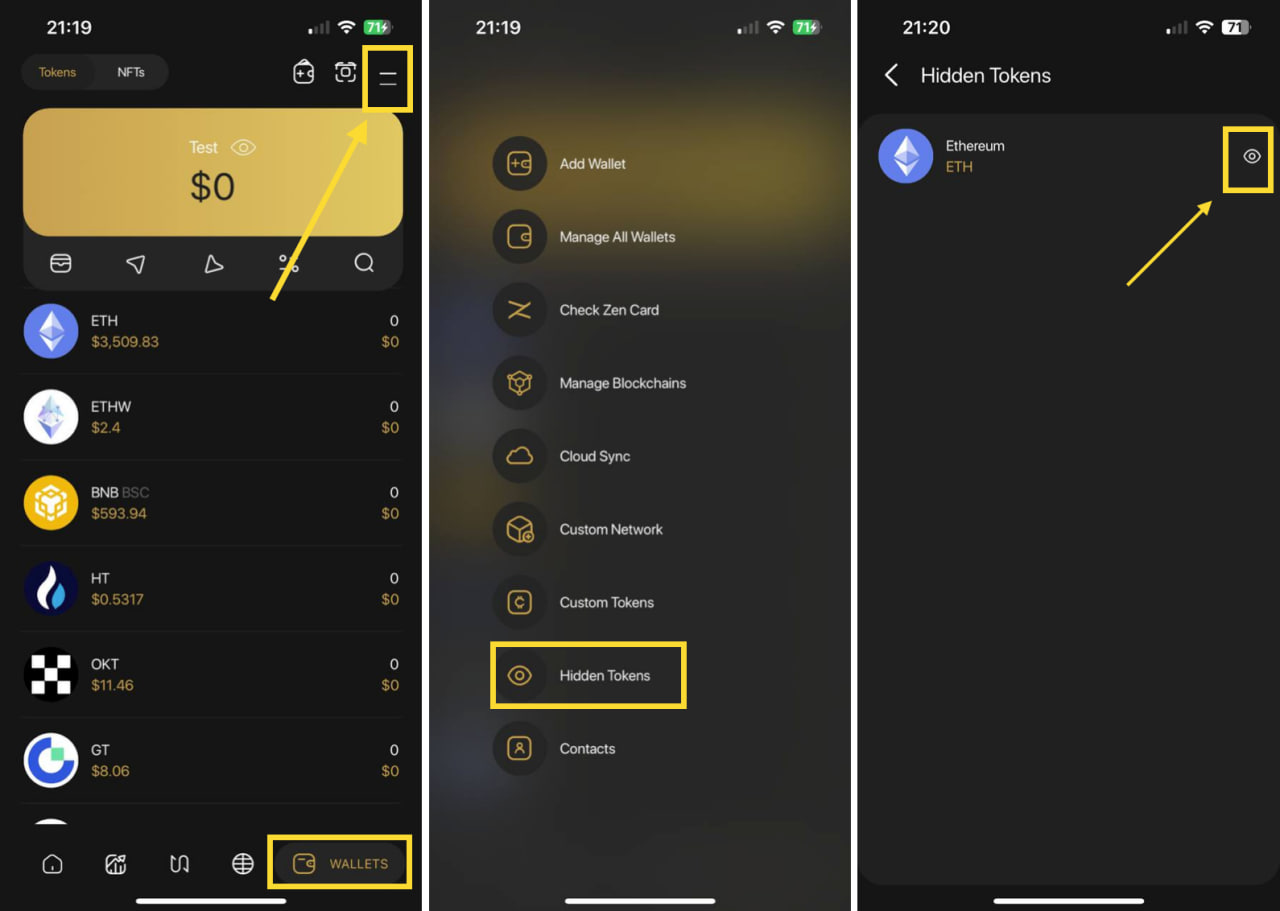 21:19
71
Tokens
NFTs
Test
$0
ETH
0
$3,509.83
$0
ETHW
0
$2.4
$0
BNB BSC
0
$593.94
$0
HT
0
$0.5317
$0
OKT
0
$11.46
$0
GT
0
$8.06
$0
WALLETS
21:19
71
Add Wallet
Manage All Wallets
Check Zen Card
Manage Blockchains
Cloud Sync
Custom Network
Custom Tokens
Hidden Tokens
Contacts
21:20
71
Hidden Tokens
Ethereum
ETH